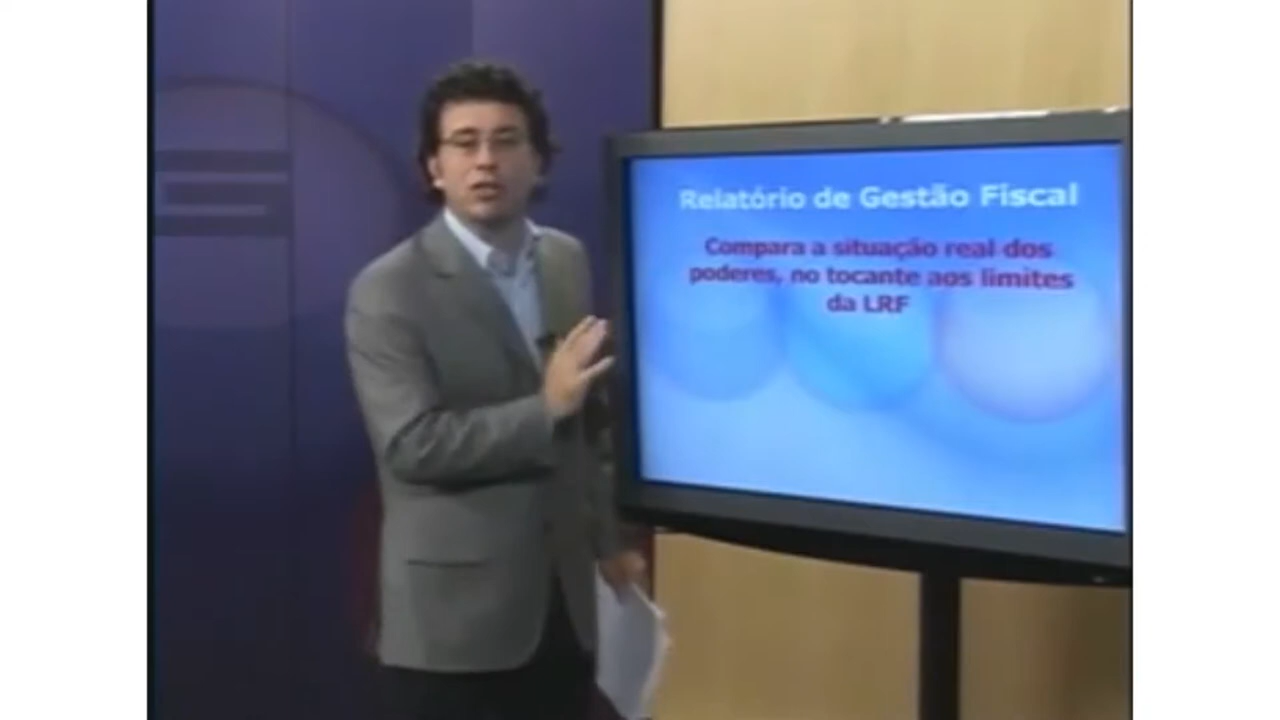 Relatório de Gestão Fiscal
Compara a situação real dos
poderes, no tocante aos limites
da LRF